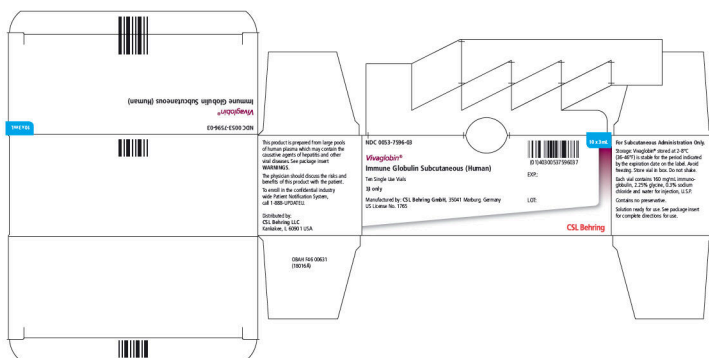 NDC 0053-7596-03
Vivaglobin®
Immune Globulin Subcutaneous (Human)
10 x 3mL
This product is prepared from large pools
of human plasma which may contain the
causative agents of hepatitis and other
viral diseases. See package insert
WARNINGS.
The physician should discuss the risks and
benefits of this product with the patient.
To enroll in the confidential industry
wide Patient Notification System,
call 1-888-UPDATEU.
Distributed by:
CSL Behring LLC
Kankakee, IL 60901 USA
OBAH F46 00631
NDC 0053-7596-03
Vivaglobin®
Immune Globulin Subcutaneous (Human)
Ten Single Use Vials
℞ only
Manufactured by: CSL Behring GmbH, 35041 Marburg, Germany
US License No. 1765
(01)40300537596037
EXP.:
LOT:
10 x 3mL
CSL Behring
For Subcutaneous Administration Only.
Storage: Vivaglobin® stored at 2-8°C
(36-46°F) is stable for the period indicated
by the expiration date on the label. Avoid
freezing. Store vial in box. Do not shake.
Each vial contains 160 mg/mL immuno-
globulin, 2.25% glycine, 0.3% sodium
chloride and water for injection, U.S.P.
Contains no preservative.
Solution ready for use. See package insert
for complete directions for use.